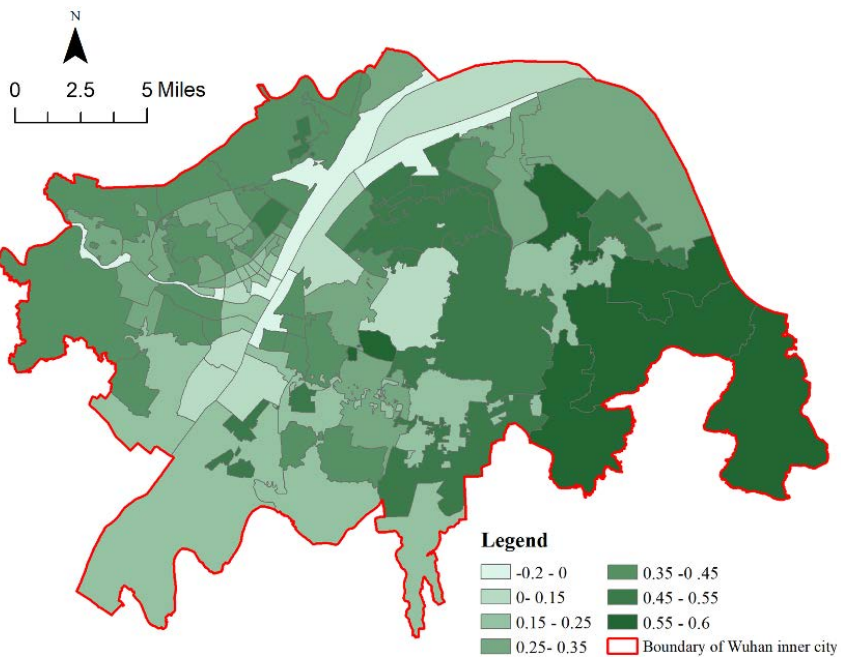 N
0 2.5 5 Miles
Legend
-0.2 - 0
0- 0.15
0.15 - 0.25
0.25- 0.35
0.35 -0 .45
0.45 - 0.55
0.55 - 0.6
Boundary of Wuhan inner city